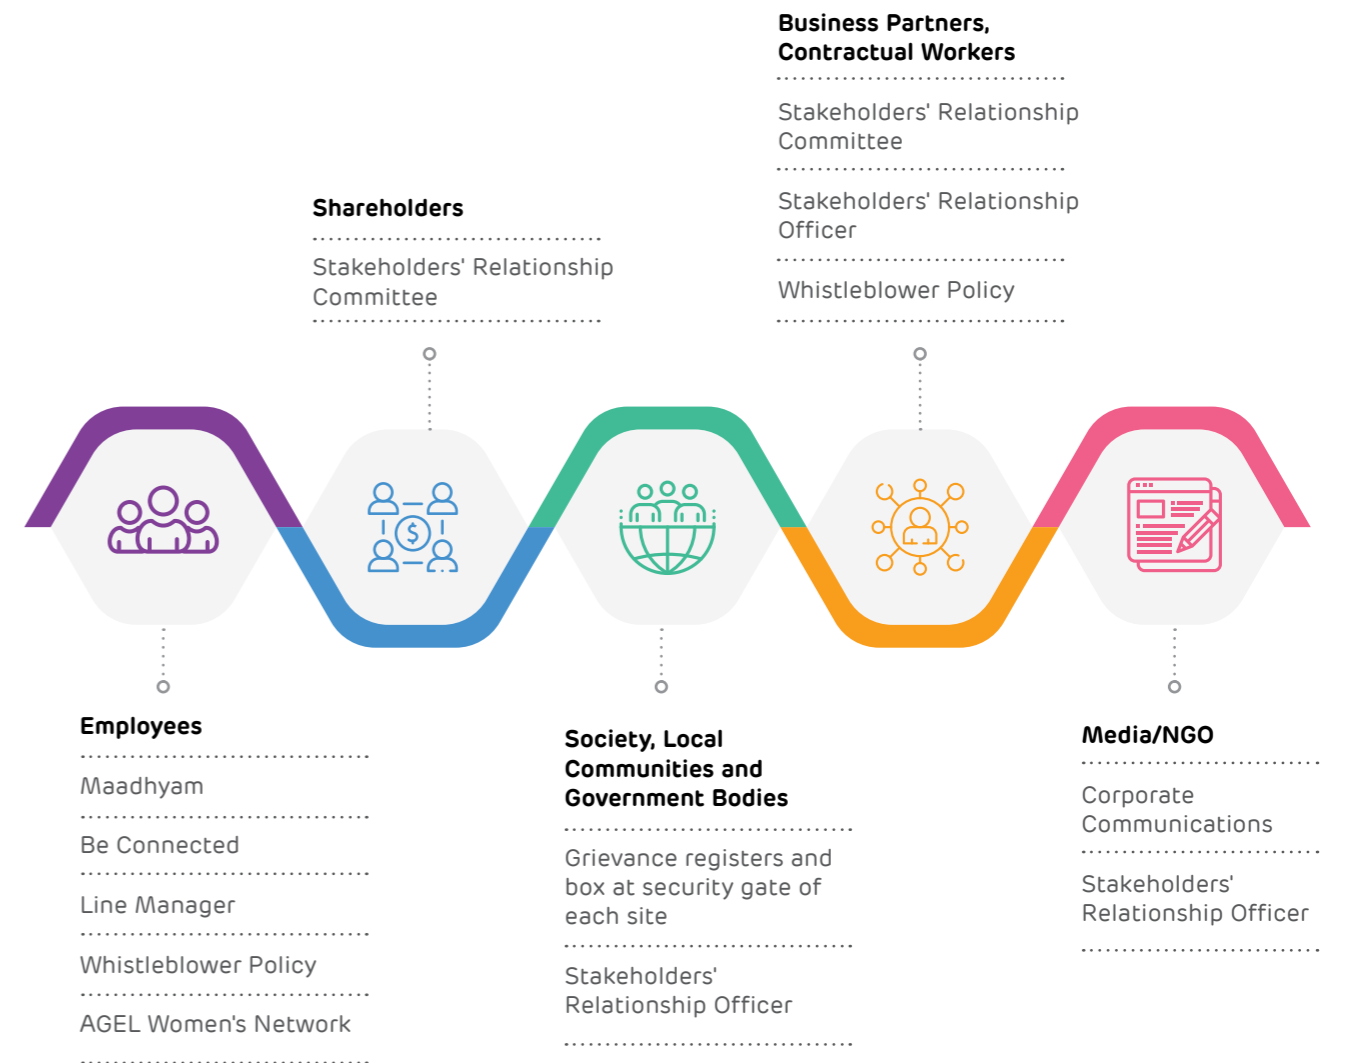 Business Partners,
Contractual Workers
Stakeholders' Relationship
Committee
Stakeholders' Relationship
Officer
Whistleblower Policy
Shareholders
Stakeholders' Relationship
Committee
$
Employees
Maadhyam
Be Connected
Line Manager
Whistleblower Policy
AGEL Women's Network
Society, Local
Communities and
Government Bodies
Grievance registers and
box at security gate of
each site
Stakeholders'
Relationship Officer
Media/NGO
Corporate
Communications
Stakeholders'
Relationship Officer